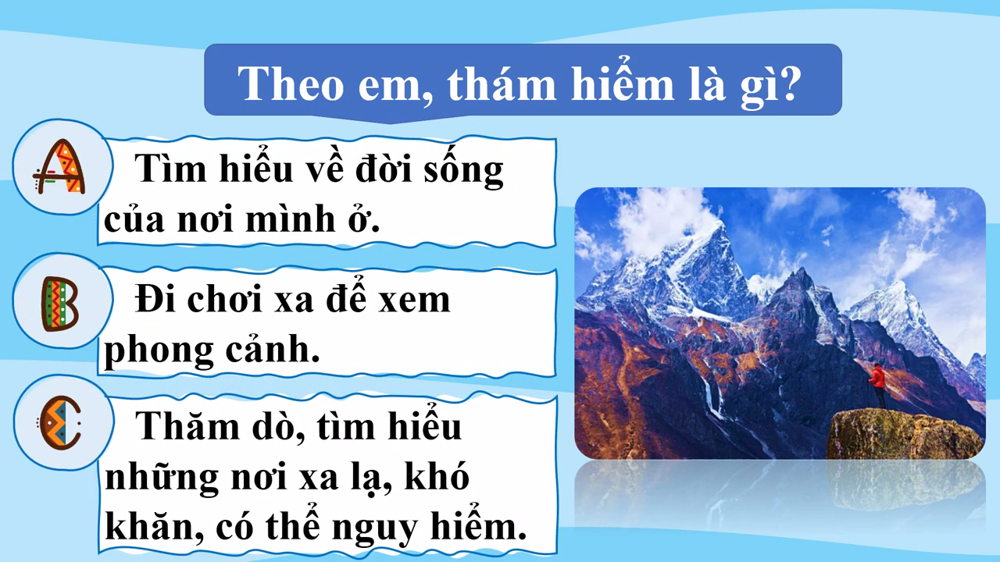 Theo em, thám hiểm là gì?
A
Tìm hiểu về đời sống
của nơi mình ở.
B
Đi chơi xa để xem
phong cảnh.
C
Thăm dò, tìm hiểu
những nơi xa lạ, khó
khăn, có thể nguy hiểm.